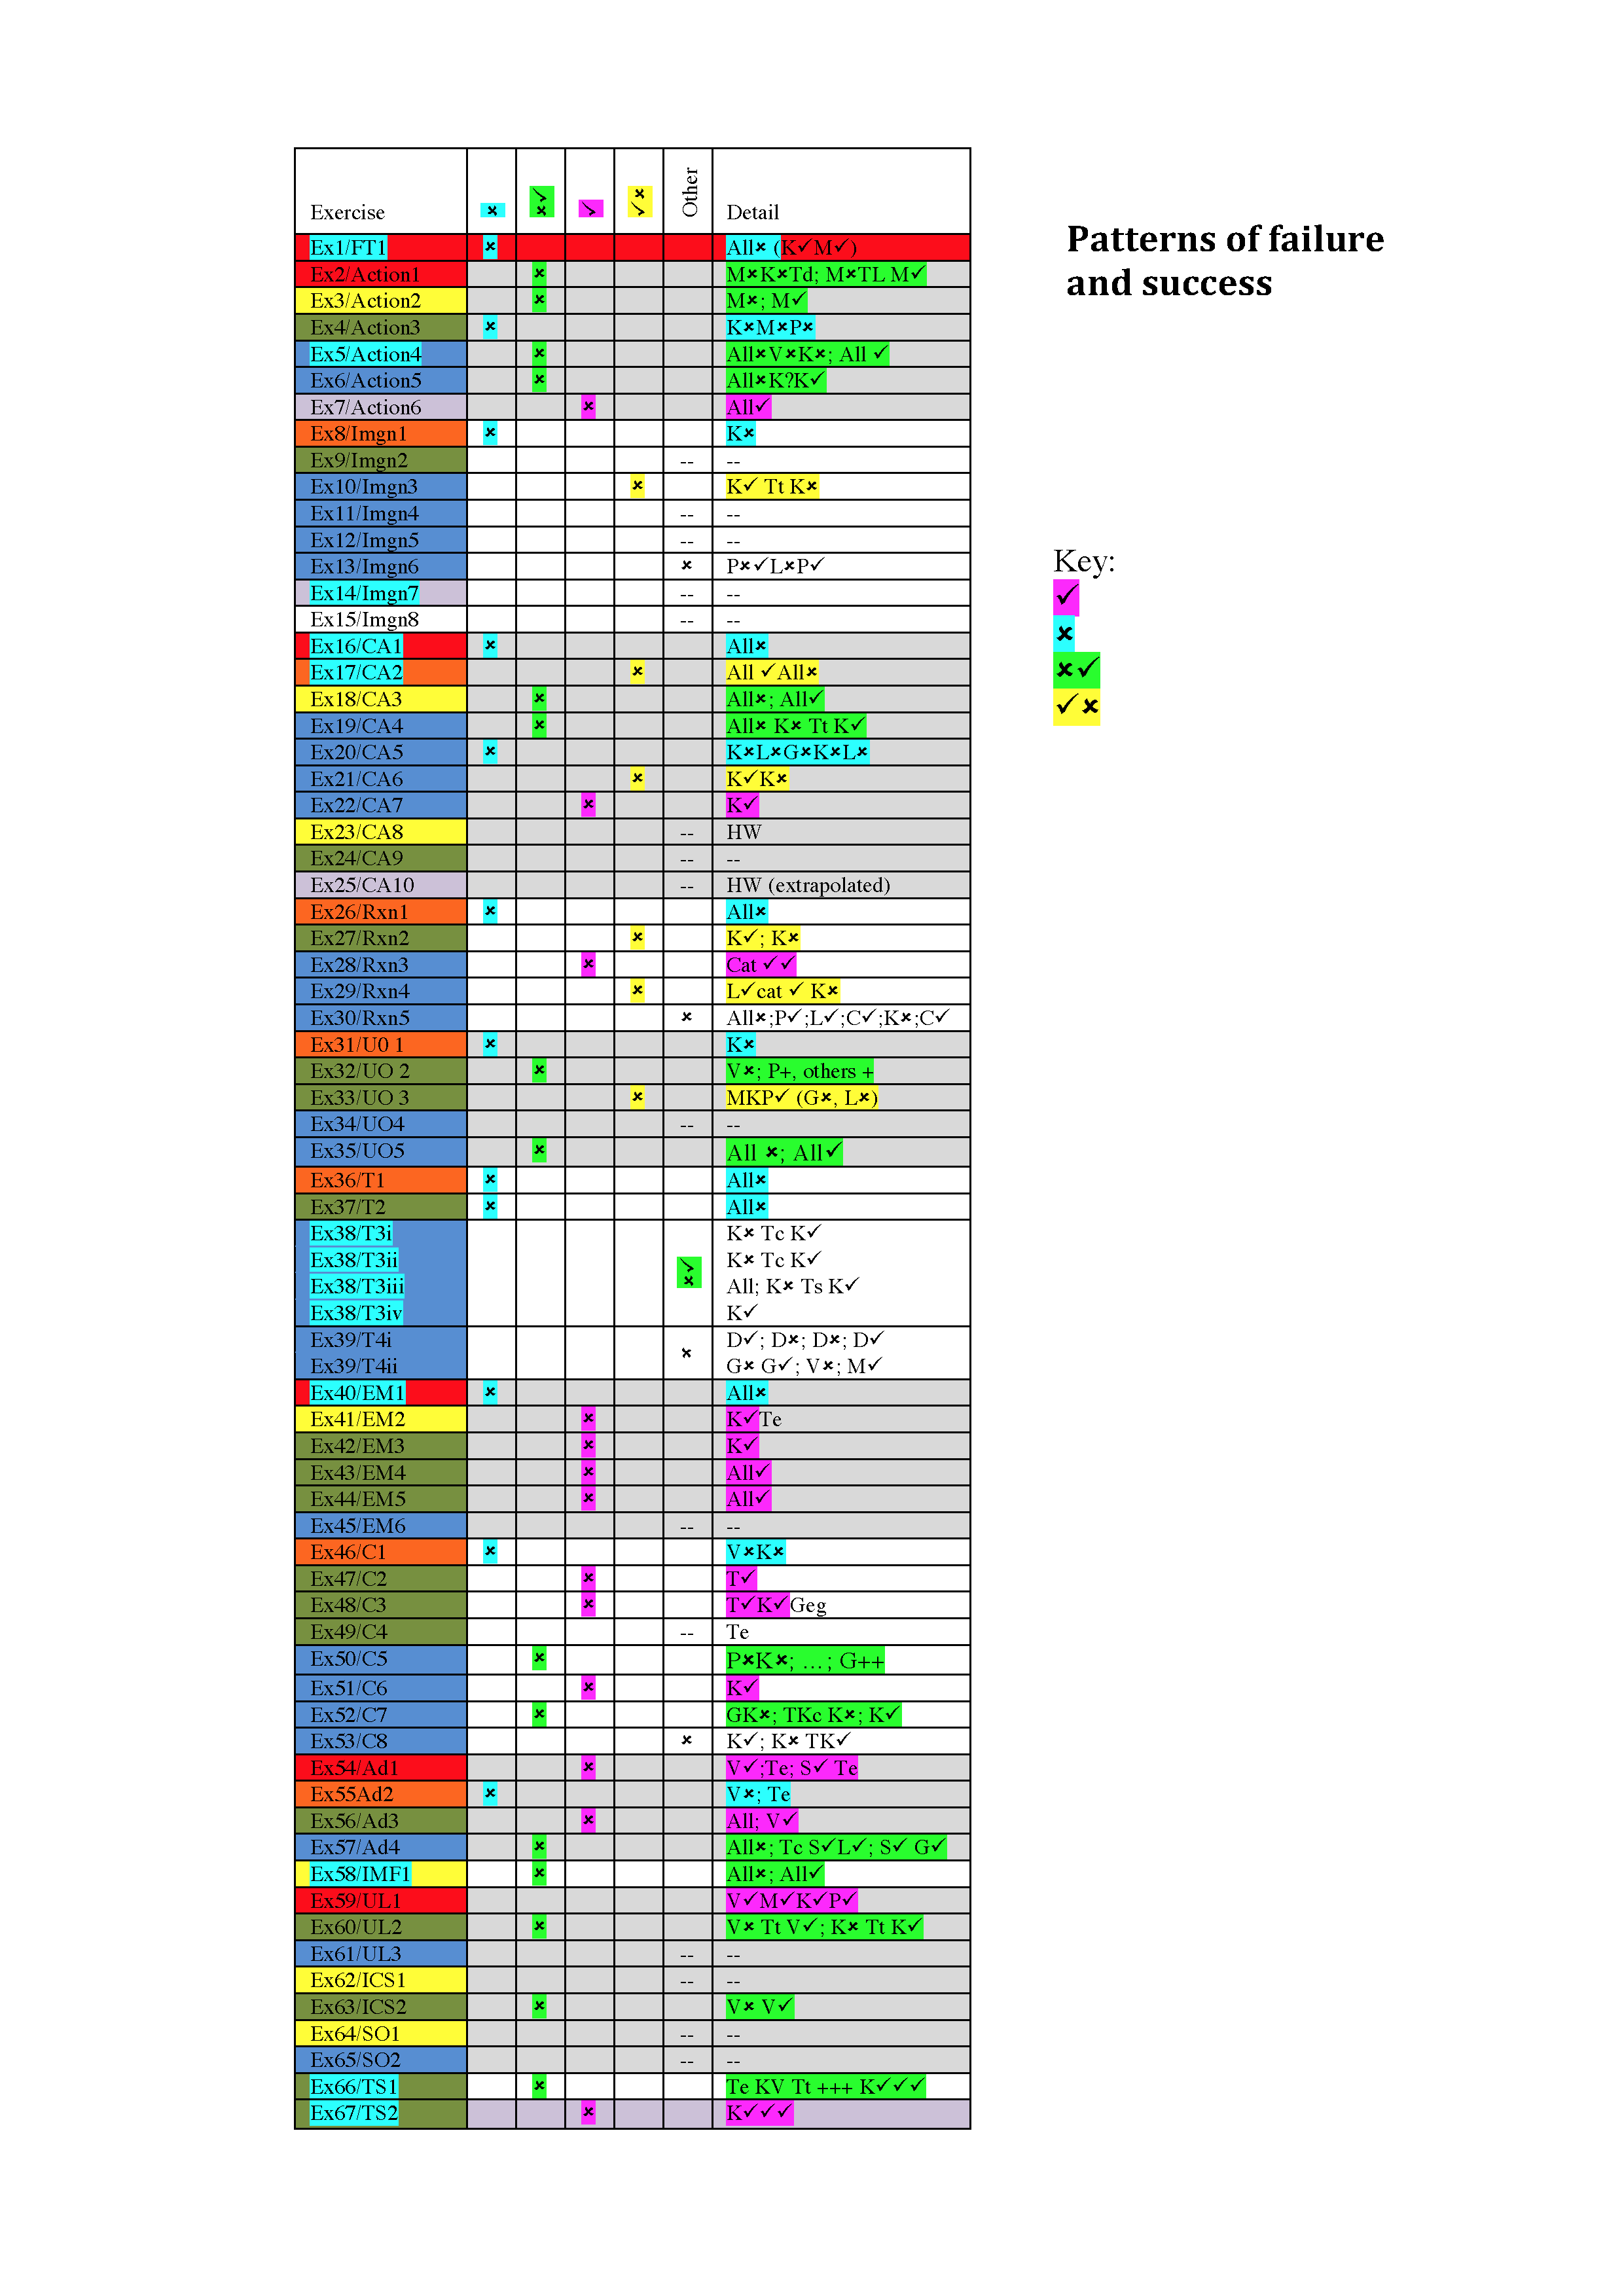 Exercise ✘ ✘✓ ✓ ✓✘ Other Detail
Ex1/FT1 ✘ All✘ (K✓M✓)
Ex2/Action1 ✘ M✘K✘Td; M✘TL M✓
Ex3/Action2 ✘ M✘; M✓
Ex4/Action3 ✘ K✘M✘P✘
Ex5/Action4 ✘ All✘V✘K✘; All ✓
Ex6/Action5 ✘ All✘K?K✓
Ex7/Action6 ✘ All✓
Ex8/Imgn1 ✘ K✘
Ex9/Imgn2 -- --
Ex10/Imgn3 ✘ K✓ Tt K✘
Ex11/Imgn4 -- --
Ex12/Imgn5 -- --
Ex13/Imgn6 ✘ P✘✓L✘P✓
Ex14/Imgn7 -- --
Ex15/Imgn8 -- --
Ex16/CA1 ✘ All✘
Ex17/CA2 ✘ All ✓All✘
Ex18/CA3 ✘ All✘; All✓
Ex19/CA4 ✘ All✘ K✘ Tt K✓
Ex20/CA5 ✘ K✘L✘G✘K✘L✘
Ex21/CA6 ✘ K✓K✘
Ex22/CA7 ✘ K✓
Ex23/CA8 -- HW
Ex24/CA9 -- --
Ex25/CA10 -- HW (extrapolated)
Ex26/Rxn1 ✘ All✘
Ex27/Rxn2 ✘ K✓; K✘
Ex28/Rxn3 ✘ Cat ✓✓
Ex29/Rxn4 ✘ L✓cat ✓ K✘
Ex30/Rxn5 ✘ All✘;P✓;L✓;C✓;K✘;C✓
Ex31/U0 1 ✘ K✘
Ex32/UO 2 ✘ V✘; P+, others +
Ex33/UO 3 ✘ MKP✓ (G✘, L✘)
Ex34/UO4 -- --
Ex35/UO5 ✘ All ✘; All✓
Ex36/T1 ✘ All✘
Ex37/T2 ✘ All✘
Ex38/T3i K✘ Tc K✓
Ex38/T3ii ✘✓ K✘ Tc K✓
Ex38/T3iii All; K✘ Ts K✓
Ex38/T3iv K✓
Ex39/T4i ✘ D✓; D✘; D✘; D✓
Ex39/T4ii G✘ G✓; V✘; M✓
Ex40/EM1 ✘ All✘
Ex41/EM2 ✘ K✓Te
Ex42/EM3 ✘ K✓
Ex43/EM4 ✘ All✓
Ex44/EM5 ✘ All✓
Ex45/EM6 -- --
Ex46/C1 ✘ V✘K✘
Ex47/C2 ✘ T✓
Ex48/C3 ✘ T✓K✓Geg
Ex49/C4 -- Te
Ex50/C5 ✘ P✘K✘; …; G++
Ex51/C6 ✘ K✓
Ex52/C7 ✘ GK✘; TKc K✘; K✓
Ex53/C8 ✘ K✓; K✘ TK✓
Ex54/Ad1 ✘ V✓;Te; S✓ Te
Ex55Ad2 ✘ V✘; Te
Ex56/Ad3 ✘ All; V✓
Ex57/Ad4 ✘ All✘; Tc S✓L✓; S✓ G✓
Ex58/IMF1 ✘ All✘; All✓
Ex59/UL1 V✓M✓K✓P✓
Ex60/UL2 ✘ V✘ Tt V✓; K✘ Tt K✓
Ex61/UL3 -- --
Ex62/ICS1 -- --
Ex63/ICS2 ✘ V✘ V✓
Ex64/SO1 -- --
Ex65/SO2 -- --
Ex66/TS1 ✘ Te KV Tt +++ K✓✓✓
Ex67/TS2 ✘ K✓✓✓
Patterns of failure
and success
Key:
✓
✘
✘✓
✓✘